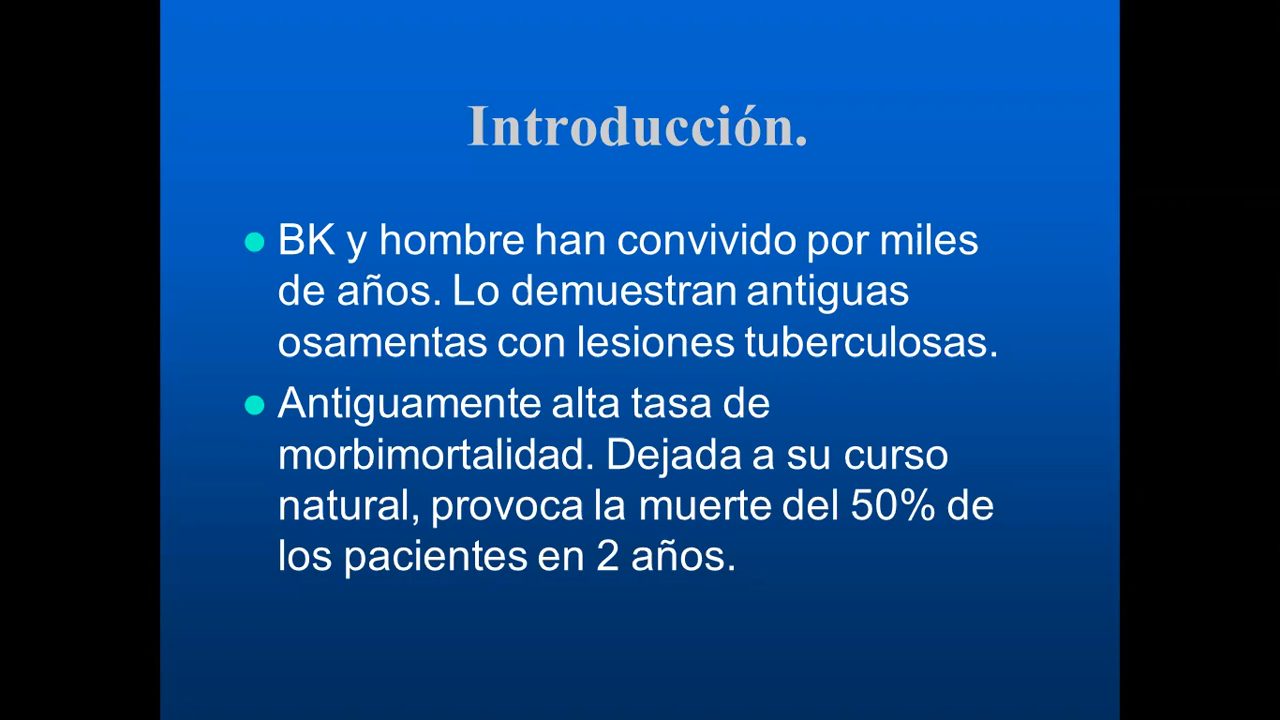 Introducción.
BK y hombre han convivido por miles
de años. Lo demuestran antiguas
osamentas con lesiones tuberculosas.
Antiguamente alta tasa de
morbimortalidad. Dejada a su curso
natural, provoca la muerte del 50% de
los pacientes en 2 años.